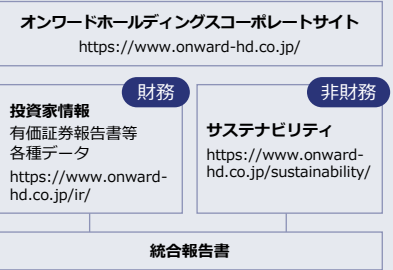 オンワードホールディングスコーポレートサイト
https://www.onward-hd.co.jp/
財務
投資家情報
有価証券報告書等
各種データ
https://www.onward-
hd.co.jp/ir/
非財務
サステナビリティ
https://www.onward-
hd.co.jp/sustainability/
統合報告書